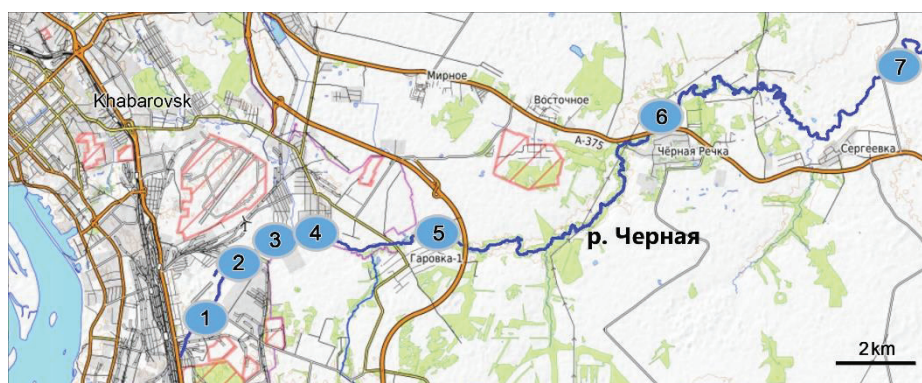 7
Мирное
Khabarovsk
Восточное
6
А-375
Чёрная Речка
Сергеевка
3
4
5
р. Черная
2
Гаровка-1
1
2km